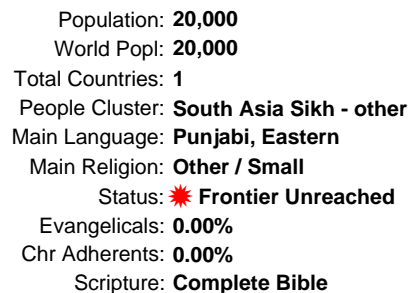 Population: 20,000
World Popl: 20,000
Total Countries: 1
People Cluster: South Asia Sikh - other
Main Language: Punjabi, Eastern
Main Religion: Other / Small
Status: Frontier Unreached
Evangelicals: 0.00%
Chr Adherents: 0.00%
Scripture: Complete Bible